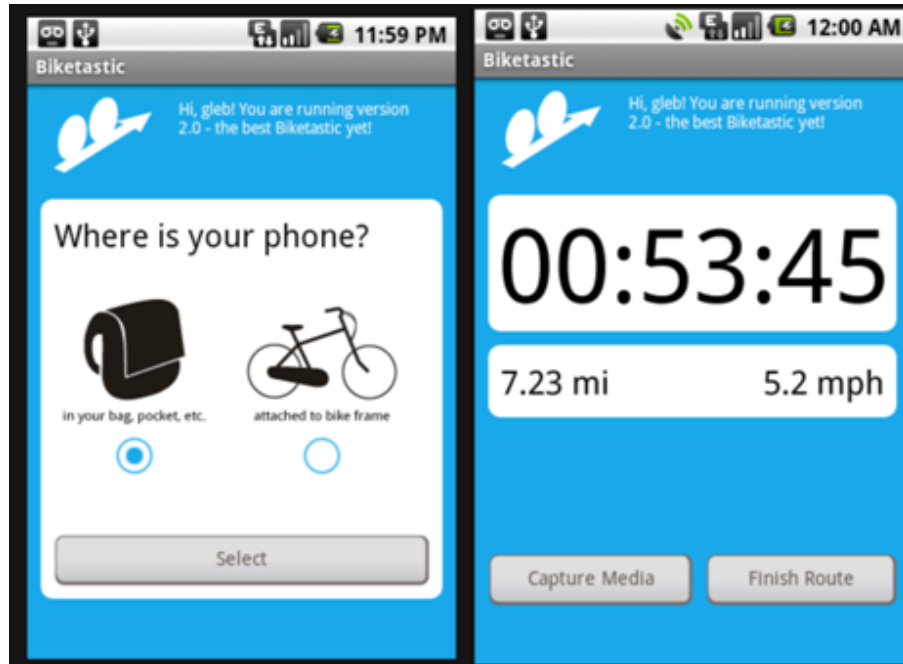 11:59 PM
Biketastic
Hi, gleb! You are running version
2.0 - the best Biketastic yet!
Where is your phone?
in your bag, pocket, etc.
attached to bike frame
Select
12:00 AM
Biketastic
Hi, gleb! You are running version
2.0 - the best Biketastic yet!
00:53:45
7.23 mi
5.2 mph
Capture Media
Finish Route